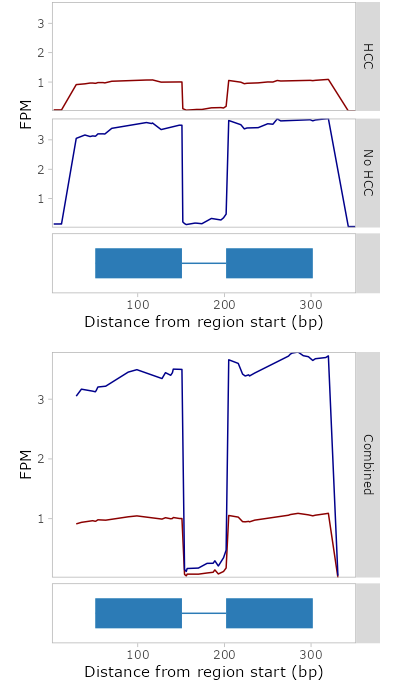 3
2
1
HCC
FPM
3
2
1
No HCC
100 200 300
Distance from region start (bp)
3
2
1
FPM
Combined
100 200 300
Distance from region start (bp)